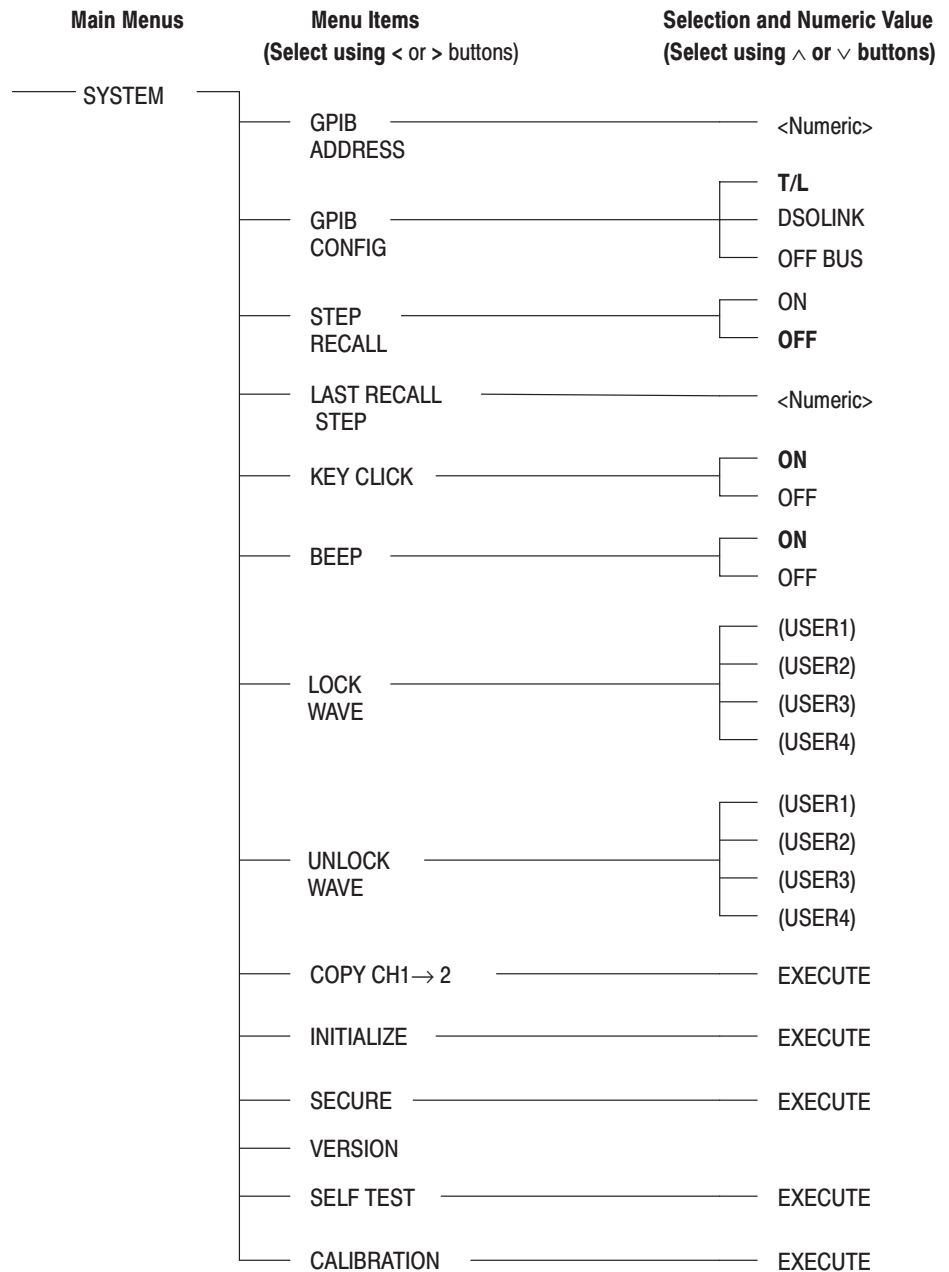 Main Menus Menu Items Selection and Numeric Value
(Select using < or > buttons) (Select using ∧ or ∨ buttons)
SYSTEM
GPIB <Numeric>
ADDRESS
T/L
GPIB DSOLINK
CONFIG
OFF BUS
ON
STEP
RECALL OFF
LAST RECALL <Numeric>
STEP
ON
KEY CLICK
OFF
ON
BEEP
OFF
(USER1)
(USER2)
LOCK
WAVE (USER3)
(USER4)
(USER1)
(USER2)
UNLOCK
WAVE (USER3)
(USER4)
COPY CH1→ 2 EXECUTE
INITIALIZE EXECUTE
SECURE EXECUTE
VERSION
SELF TEST EXECUTE
CALIBRATION EXECUTE